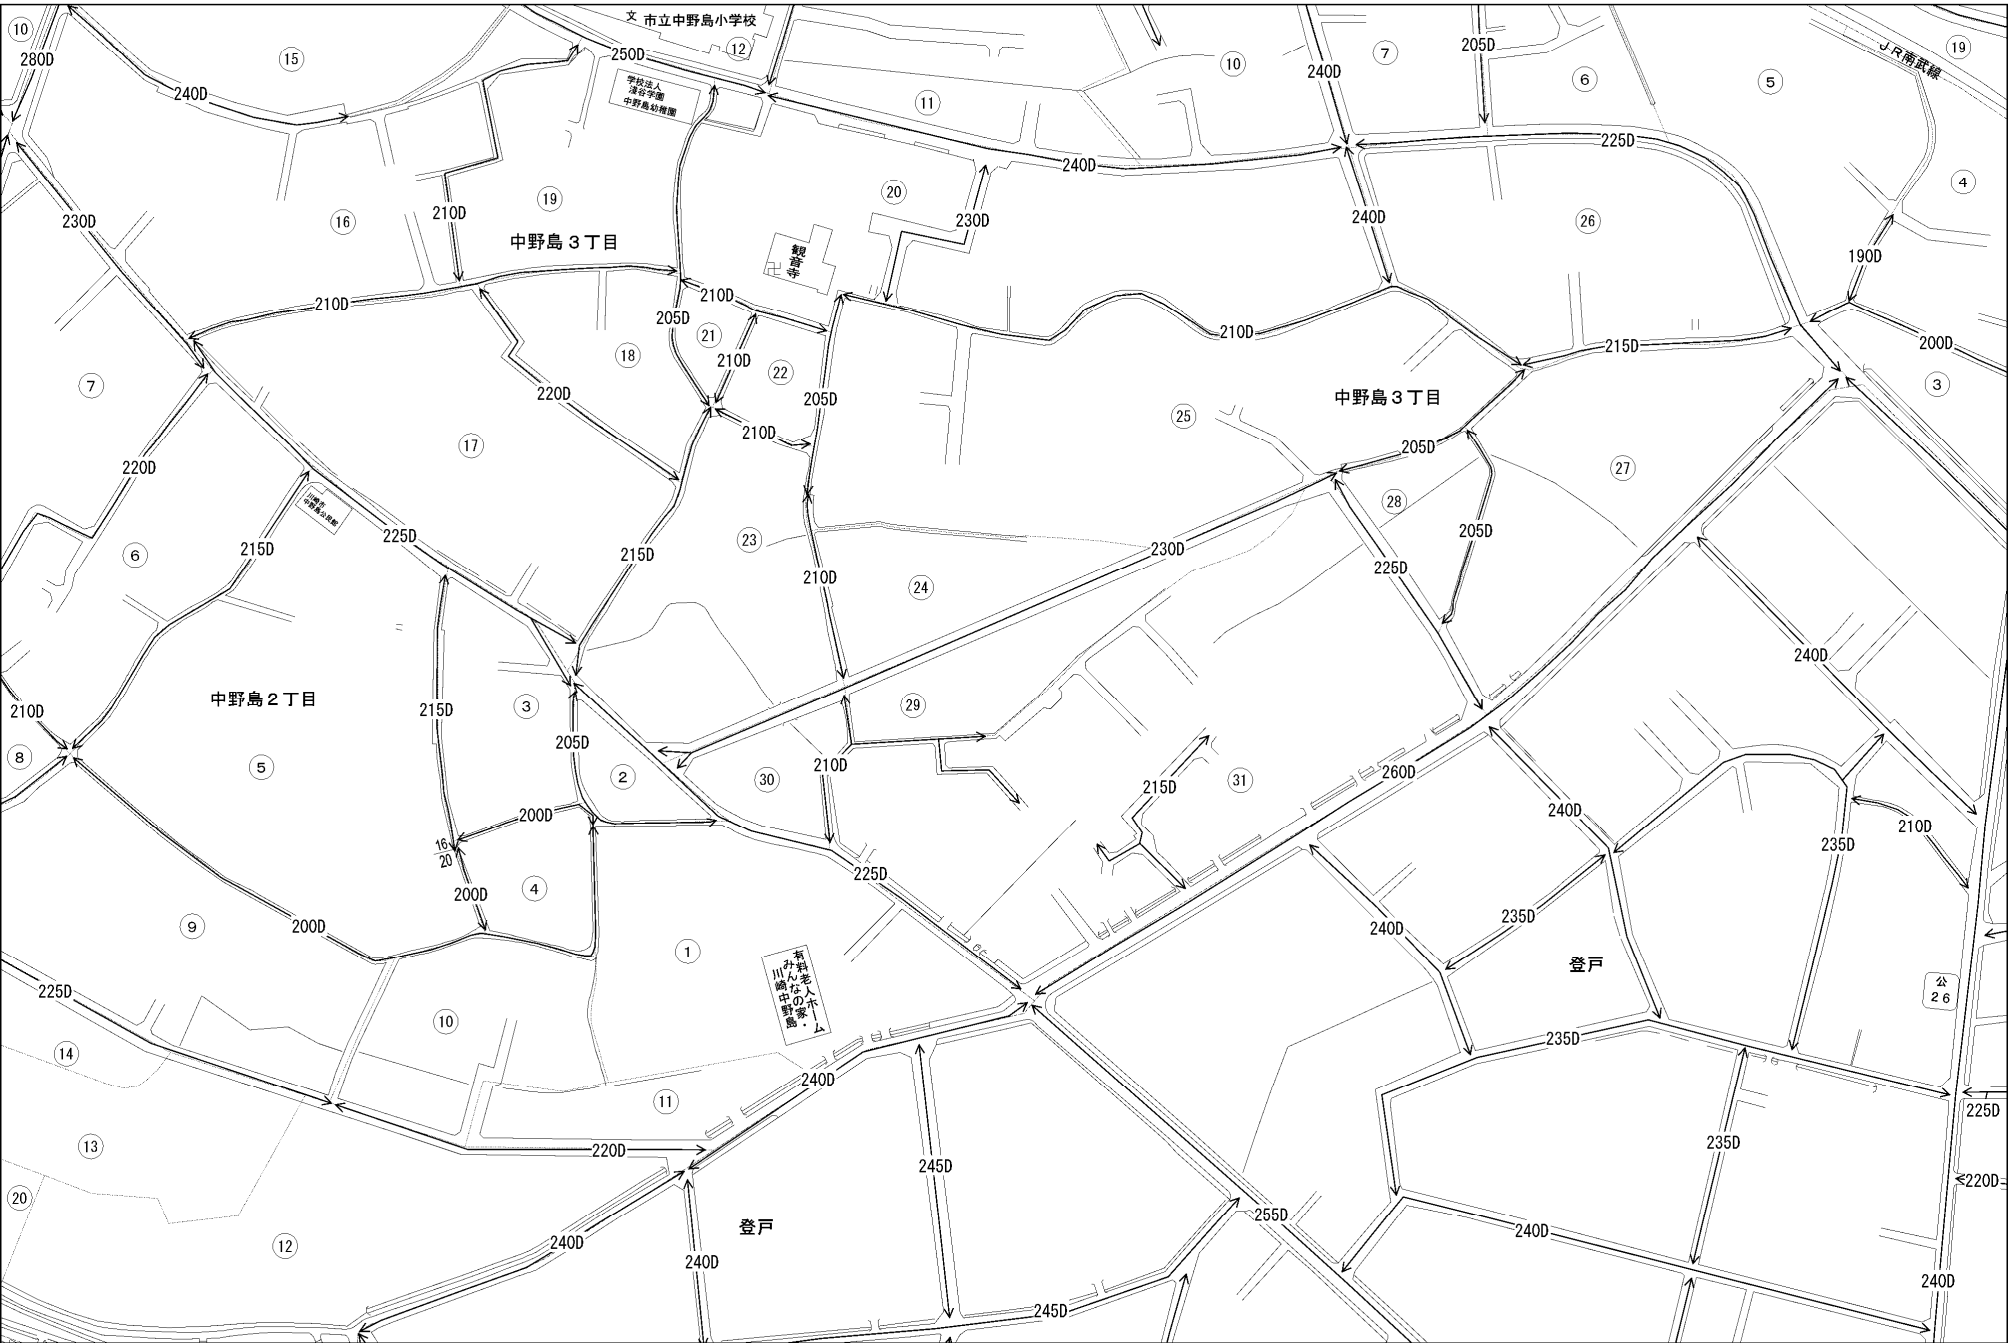 文 市立中野島小学校
⑩
280D
⑮
250D
⑫
240D
学校法人
中野島幼稚園
⑪
⑩
240D
⑦
205D
⑥
⑤
JR南武線
⑲
240D
225D
④
230D
⑯
210D
⑲
中野島3丁目
⑳
230D
観音寺
240D
㉖
190D
210D
210D
205D
㉑
210D
210D
215D
200D
③
⑦
⑱
㉒
220D
205D
中野島3丁目
㉕
210D
⑰
205D
㉗
220D
㉘
川崎市
中野島公民館
225D
205D
215D
⑥
215D
㉓
230D
225D
210D
㉔
240D
中野島2丁目
210D
215D
③
㉙
205D
⑧
⑤
②
210D
㉚
㉛
260D
215D
200D
240D
210D
235D
16
20
225D
200D
④
⑨
200D
240D
235D
①
有料老人ホーム
みんなの家・
川崎中野島
登戸
公
26
225D
⑩
⑭
235D
240D
⑪
225D
⑬
220D
235D
245D
220D
⑳
登戸
255D
⑫
240D
240D
240D
240D
245D